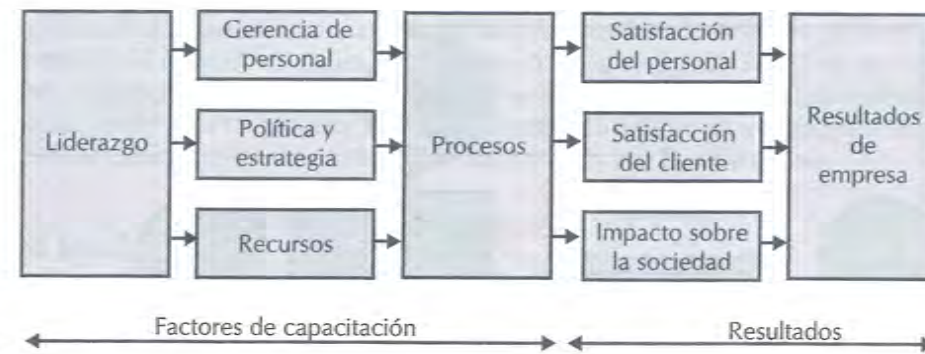 Liderazgo
Gerencia de
personal
Política y
estrategia
Recursos
Procesos
Satisfacción
del personal
Satisfacción
del cliente
Impacto sobre
la sociedad
Resultados
de
empresa
Factores de capacitación
Resultados